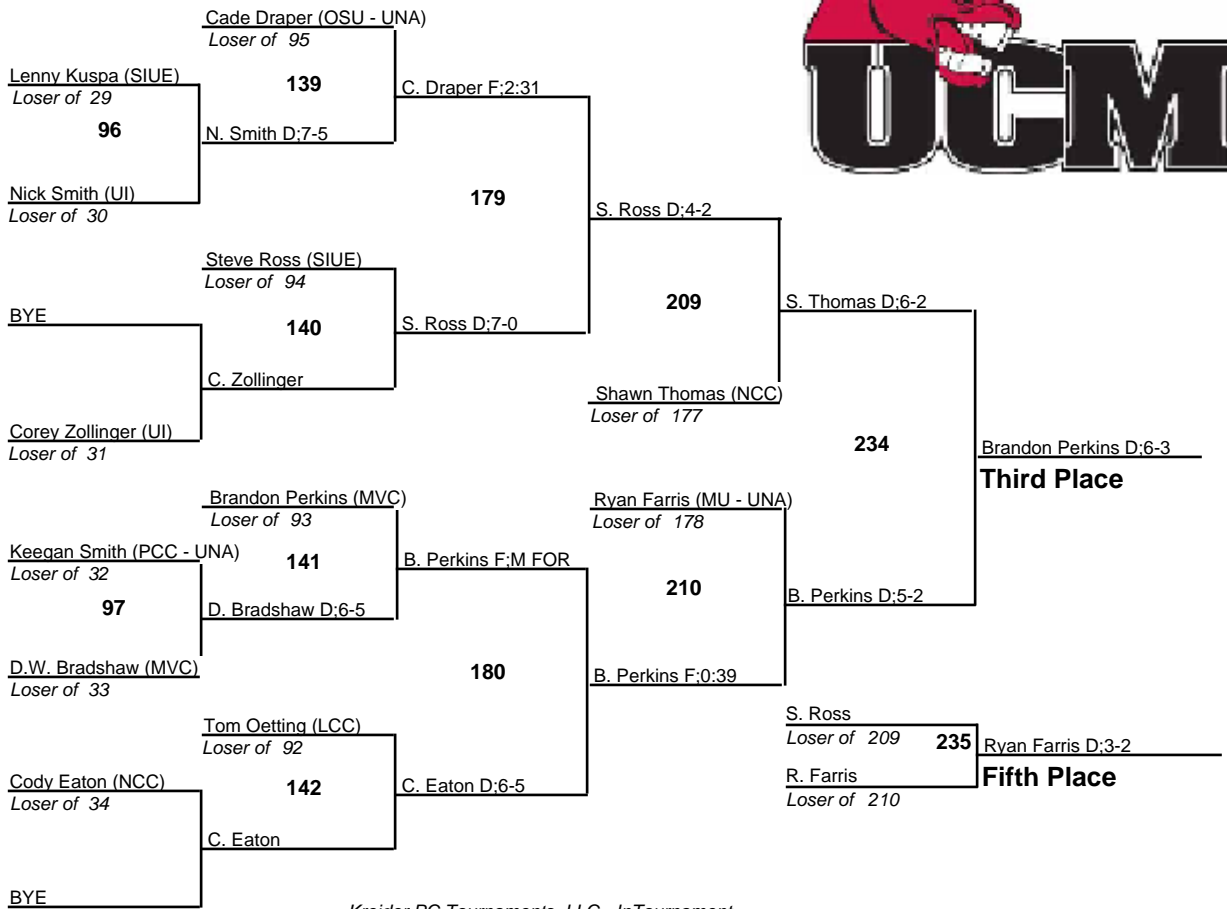 Cade Draper (OSU - UNA)
Loser of 95
Lenny Kuspa (SIUE)
Loser of 29
139
C. Draper F;2:31
96
N. Smith D;7-5
Nick Smith (UI)
Loser of 30
179
S. Ross D;4-2
Steve Ross (SIUE)
Loser of 94
BYE
140
S. Ross D;7-0
209
S. Thomas D;6-2
C. Zollinger
Shawn Thomas (NCC)
Loser of 177
Corey Zollinger (UI)
Loser of 31
234
Brandon Perkins D;6-3
Third Place
Brandon Perkins (MVC)
Loser of 93
Ryan Farris (MU - UNA)
Loser of 178
Keegan Smith (PCC - UNA)
Loser of 32
141
B. Perkins F;M FOR
97
D. Bradshaw D;6-5
210
B. Perkins D;5-2
D.W. Bradshaw (MVC)
Loser of 33
180
B. Perkins F;0:39
Tom Oetting (LCC)
Loser of 92
S. Ross
Loser of 209
235
Ryan Farris D;3-2
Fifth Place
R. Farris
Loser of 210
Cody Eaton (NCC)
Loser of 34
142
C. Eaton D;6-5
C. Eaton
BYE
UCM